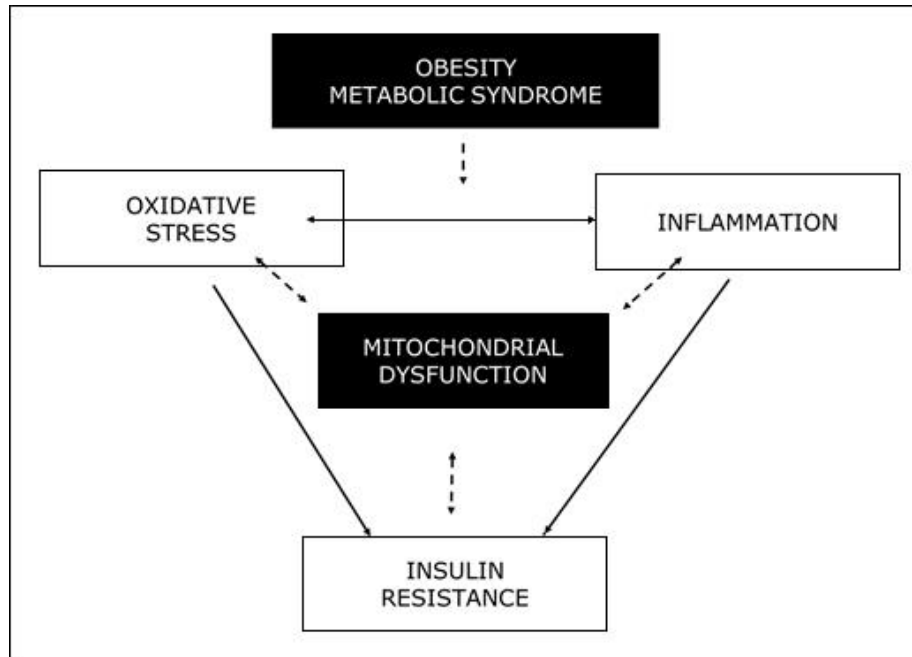 OBESITY
METABOLIC SYNDROME
OXIDATIVE
STRESS
INFLAMMATION
MITOCHONDRIAL
DYSFUNCTION
INSULIN
RESISTANCE